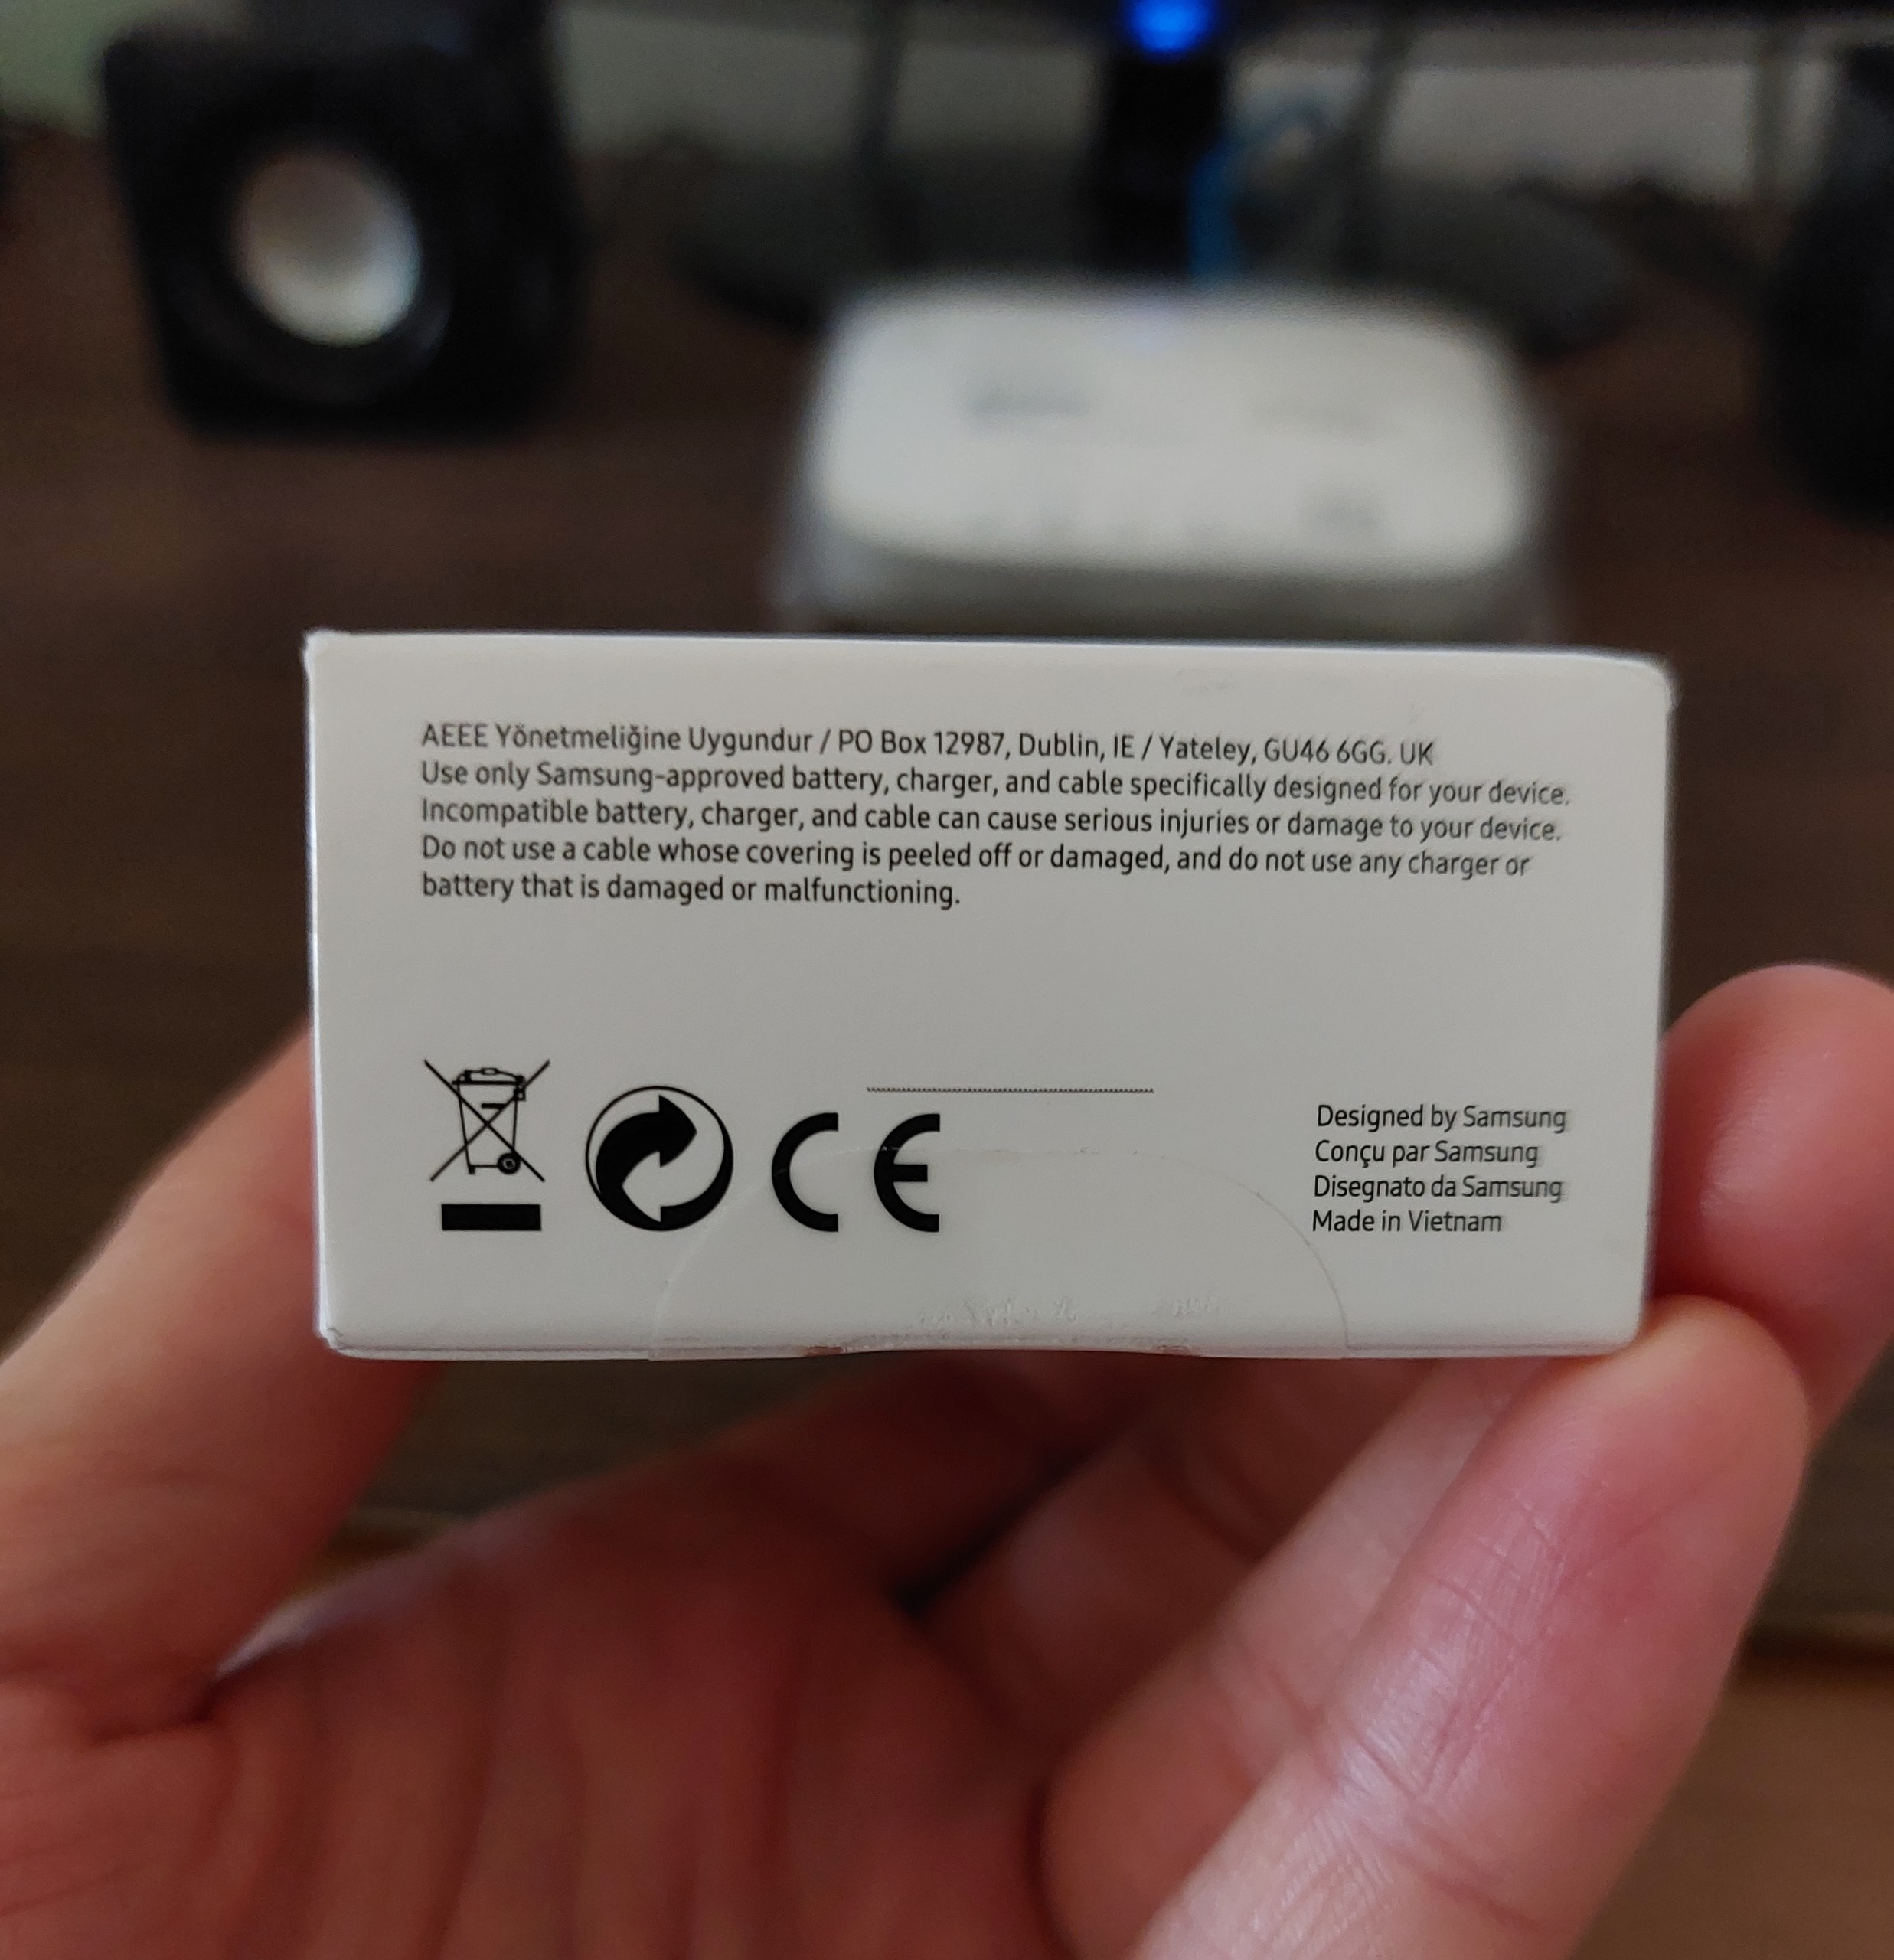 AEEE Yönetmeliğine Uygundur / PO Box 12987, Dublin, IE / Yateley, GU46 6GG. UK
Use only Samsung-approved battery, charger, and cable specifically designed for your device.
Incompatible battery, charger, and cable can cause serious injuries or damage to your device.
Do not use a cable whose covering is peeled off or damaged, and do not use any charger or
battery that is damaged or malfunctioning.
CE
Designed by Samsung
Conçu par Samsung
Disegnato da Samsung
Made in Vietnam